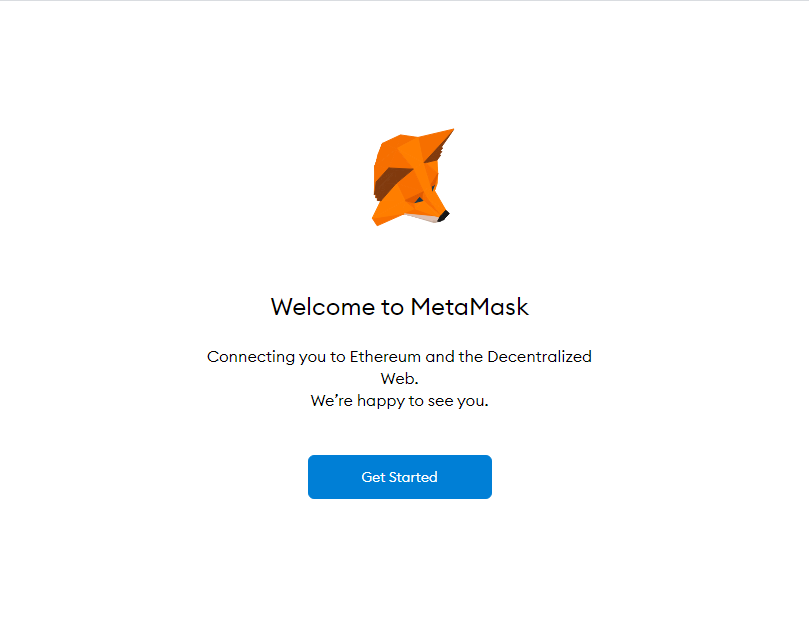 Welcome to MetaMask
Connecting you to Ethereum and the Decentralized
Web.
We’re happy to see you.
Get Started